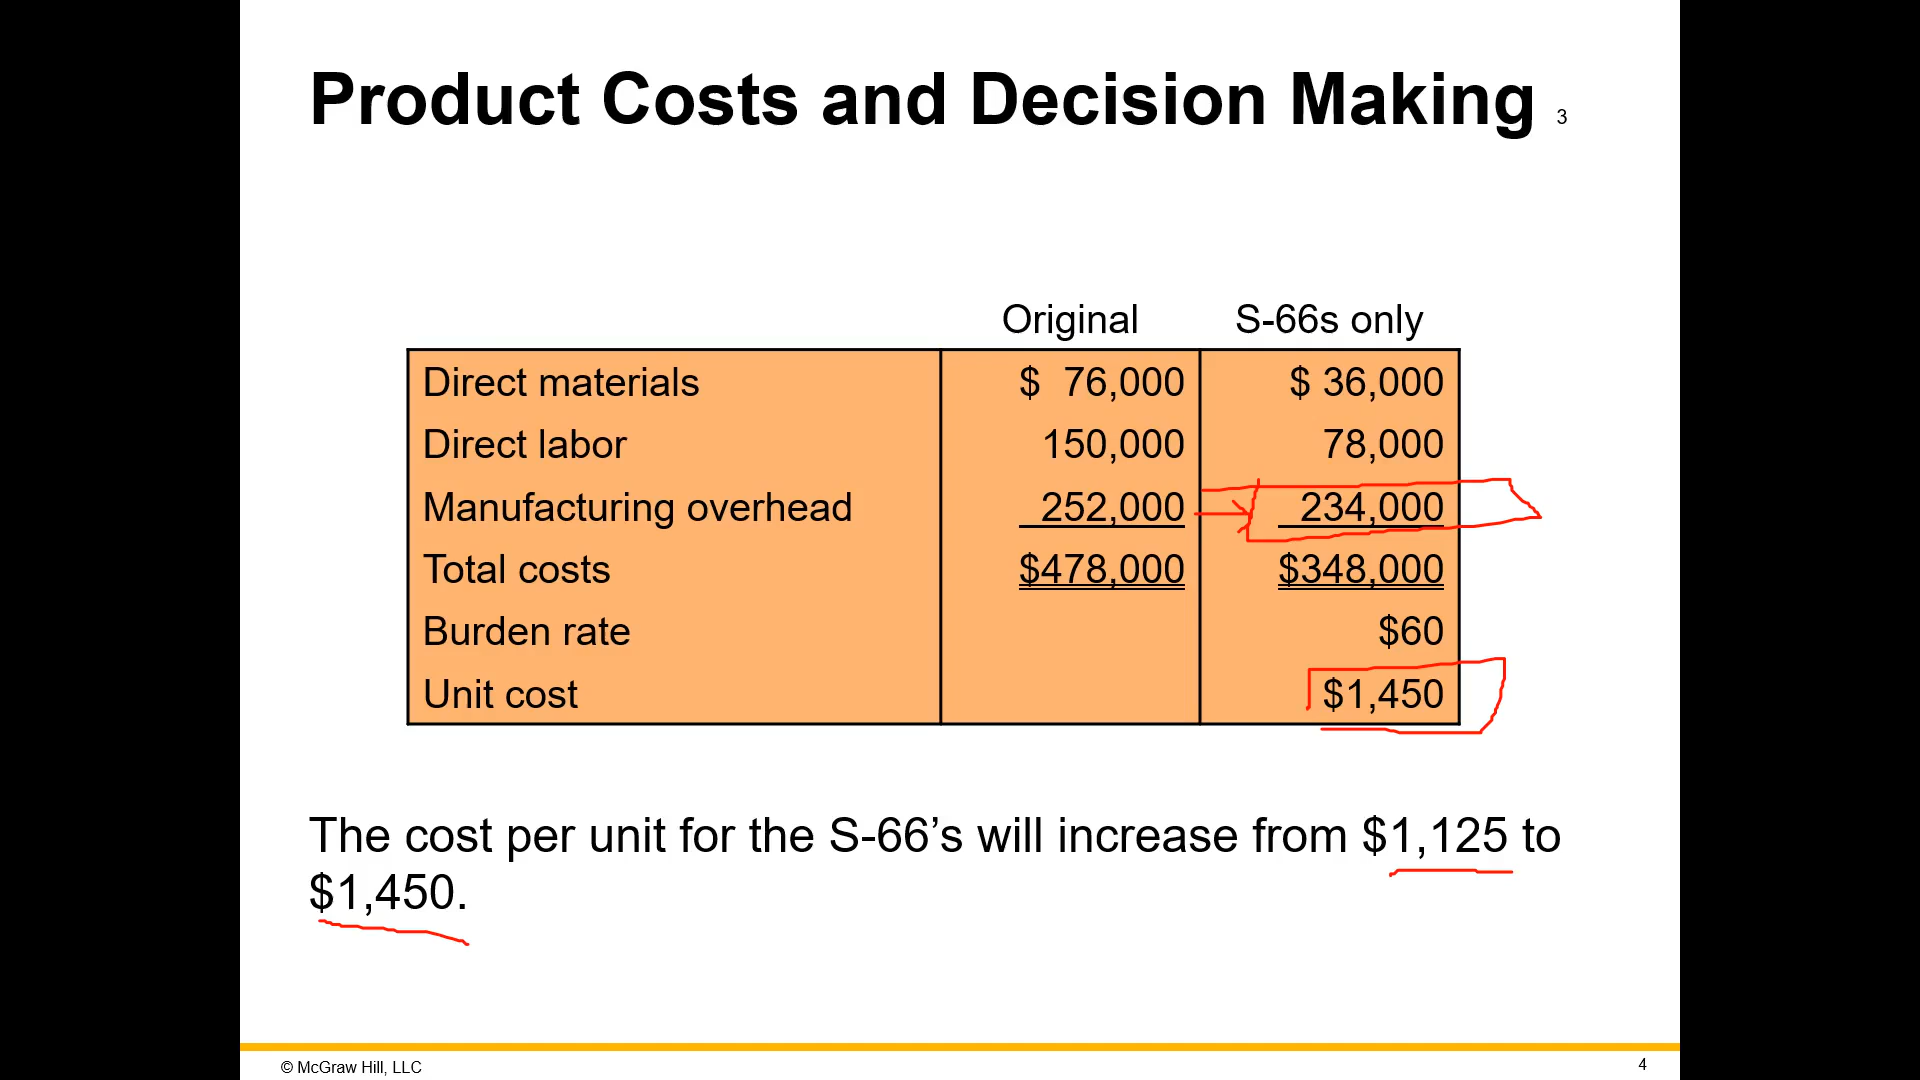 Product Costs and Decision Making 3
Original S-66s only
Direct materials $ 76,000 $ 36,000
Direct labor 150,000 78,000
Manufacturing overhead 252,000 234,000
Total costs $478,000 $348,000
Burden rate $60
Unit cost $1,450
The cost per unit for the S-66’s will increase from $1,125 to
$1,450.
© McGraw Hill, LLC 4